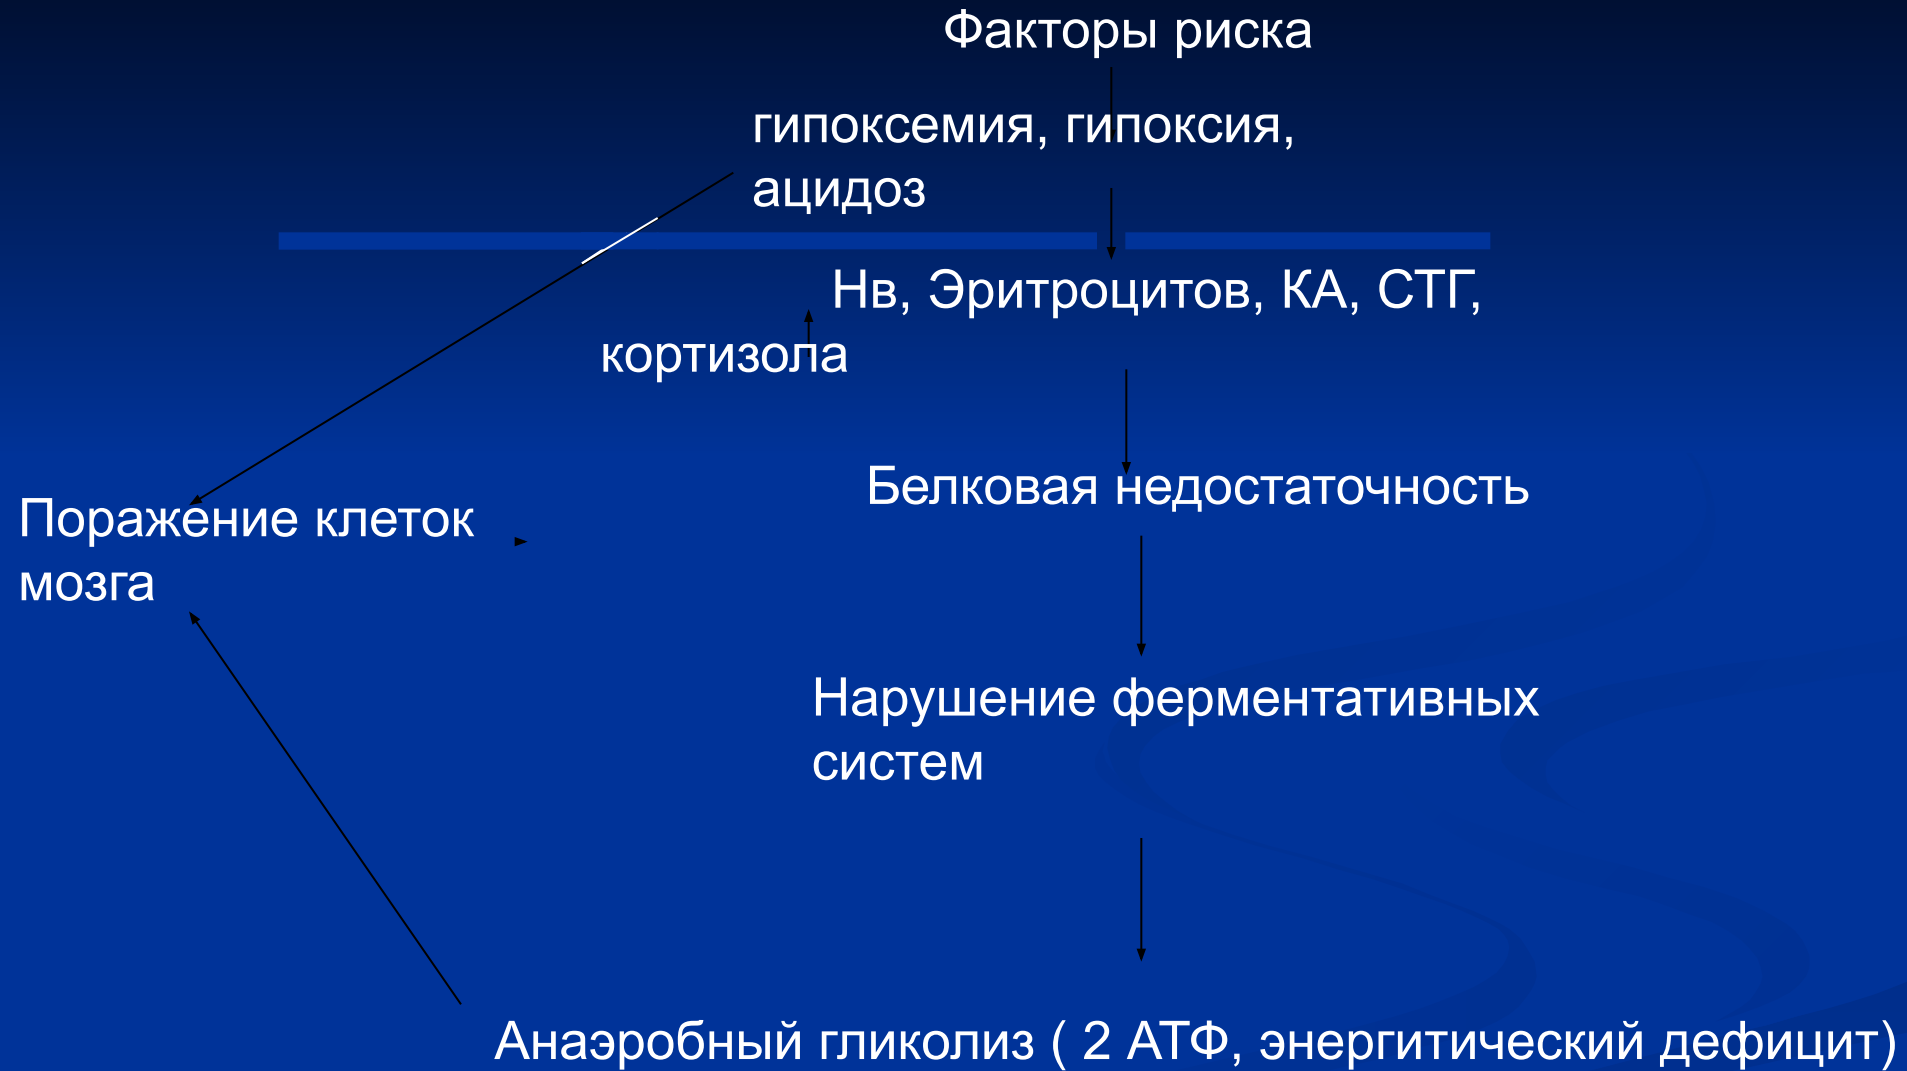 Факторы риска
гипоксемия, гипоксия,
ацидоз
Нв, Эритроцитов, КА, СТГ,
кортизола
Белковая недостаточность
Поражение клеток
мозга
Нарушение ферментативных
систем
Анаэробный гликолиз ( 2 АТФ, энергитический дефицит)